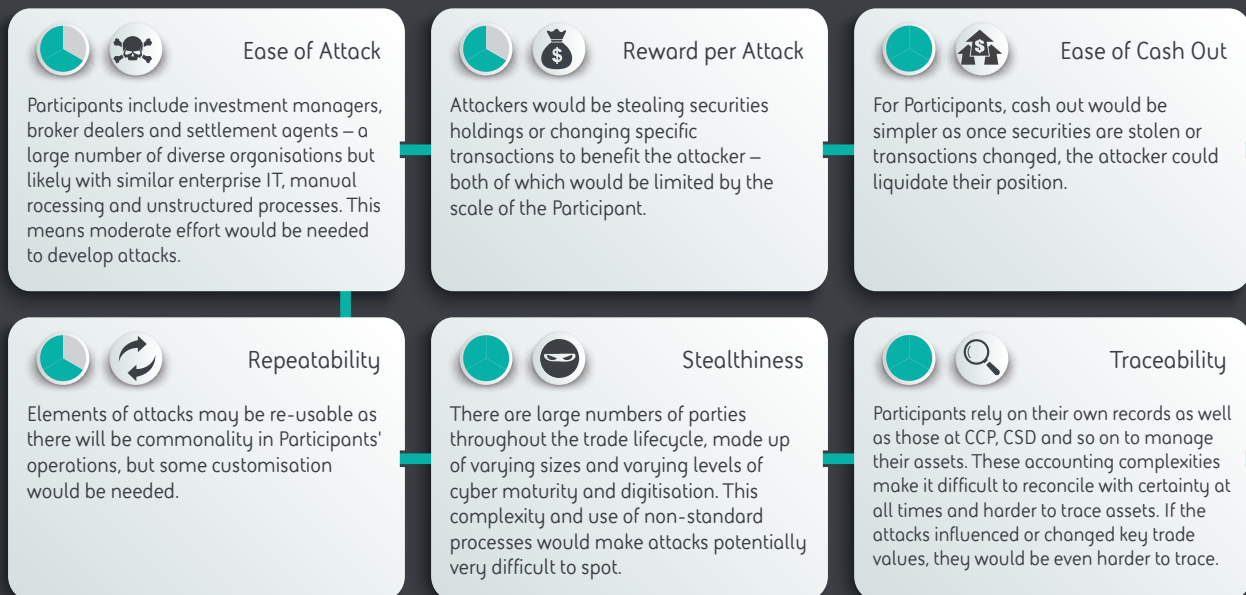 Ease of Attack
Participants include investment managers,
broker dealers and settlement agents – a
large number of diverse organisations but
likely with similar enterprise IT, manual
rocessing and unstructured processes. This
means moderate effort would be needed
to develop attacks.
$
Reward per Attack
Attackers would be stealing securities
holdings or changing specific
transactions to benefit the attacker –
both of which would be limited by the
scale of the Participant.
$
Ease of Cash Out
For Participants, cash out would be
simpler as once securities are stolen or
transactions changed, the attacker could
liquidate their position.
Repeatability
Elements of attacks may be re-usable as
there will be commonality in Participants'
operations, but some customisation
would be needed.
Stealthiness
There are large numbers of parties
throughout the trade lifecycle, made up
of varying sizes and varying levels of
cyber maturity and digitisation. This
complexity and use of non-standard
processes would make attacks potentially
very difficult to spot.
Traceability
Participants rely on their own records as well
as those at CCP, CSD and so on to manage
their assets. These accounting complexities
make it difficult to reconcile with certainty at
all times and harder to trace assets. If the
attacks influenced or changed key trade
values, they would be even harder to trace.